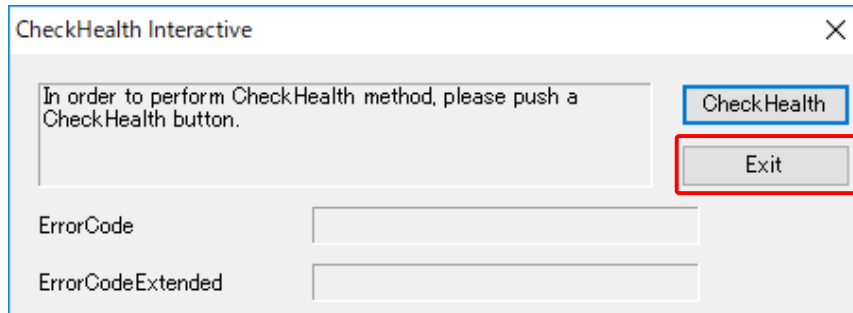 CheckHealth Interactive
In order to perform CheckHealth method, please push a
CheckHealth button.
CheckHealth
Exit
ErrorCode
ErrorCodeExtended